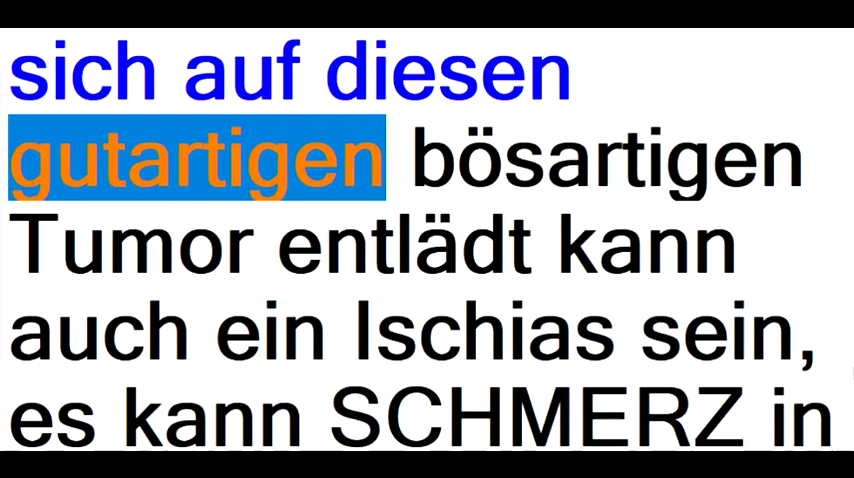 sich auf diesen
gutartigen bösartigen
Tumor entlädt kann
auch ein Ischias sein,
es kann SCHMERZ in